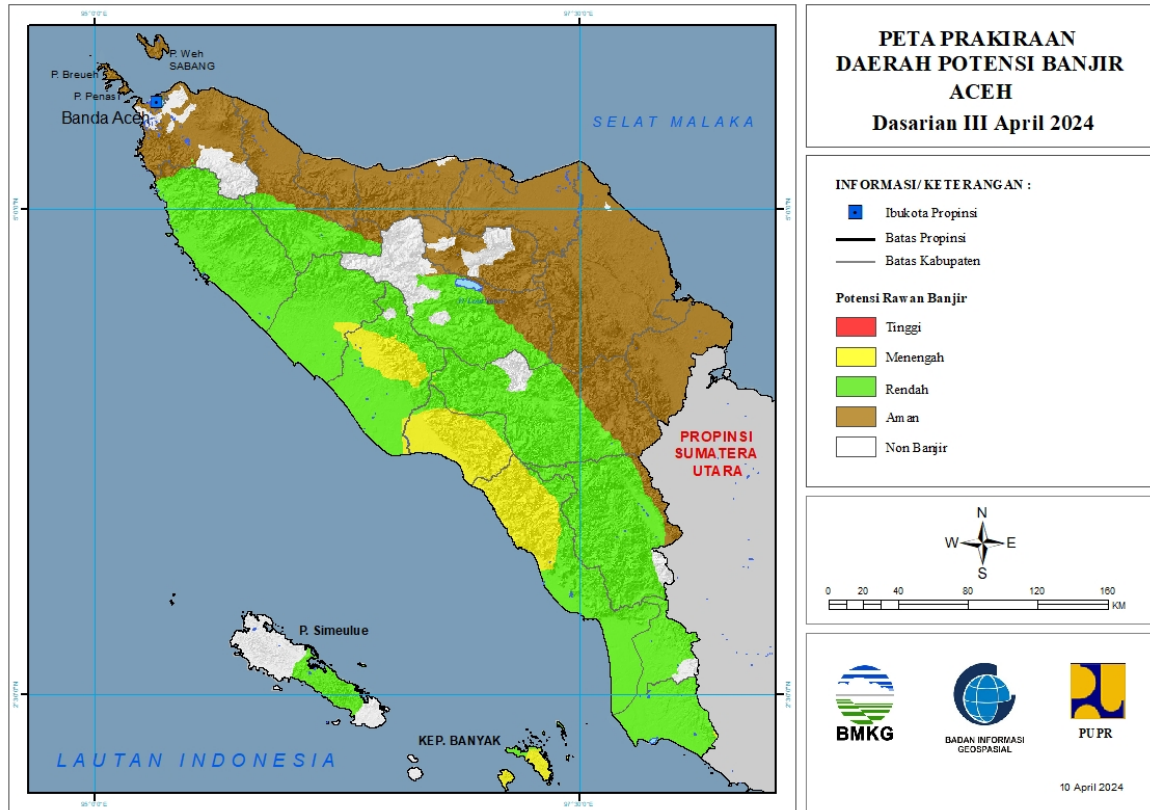 P. Weh
SABANG
P. Breueh
P. Penasi
Banda Aceh
SELAT MALAKA
PROPINSI
SUMATERA
UTARA
P. Simeulue
KEP. BANYAK
LAUTAN INDONESIA
97°30'0"E
PETA PRAKIRAAN
DAERAH POTENSI BANJIR
ACEH
Dasarian III April 2024
INFORMASI/ KETERANGAN :
Ibukota Propinsi
Batas Propinsi
Batas Kabupaten
Potensi Rawan Banjir
Tinggi
Menengah
Rendah
Aman
Non Banjir
N
W E
S
0 20 40 80 120 160
KM
BMKG
BADAN INFORMASI
GEOSPASIAL
PUPR
10 April 2024